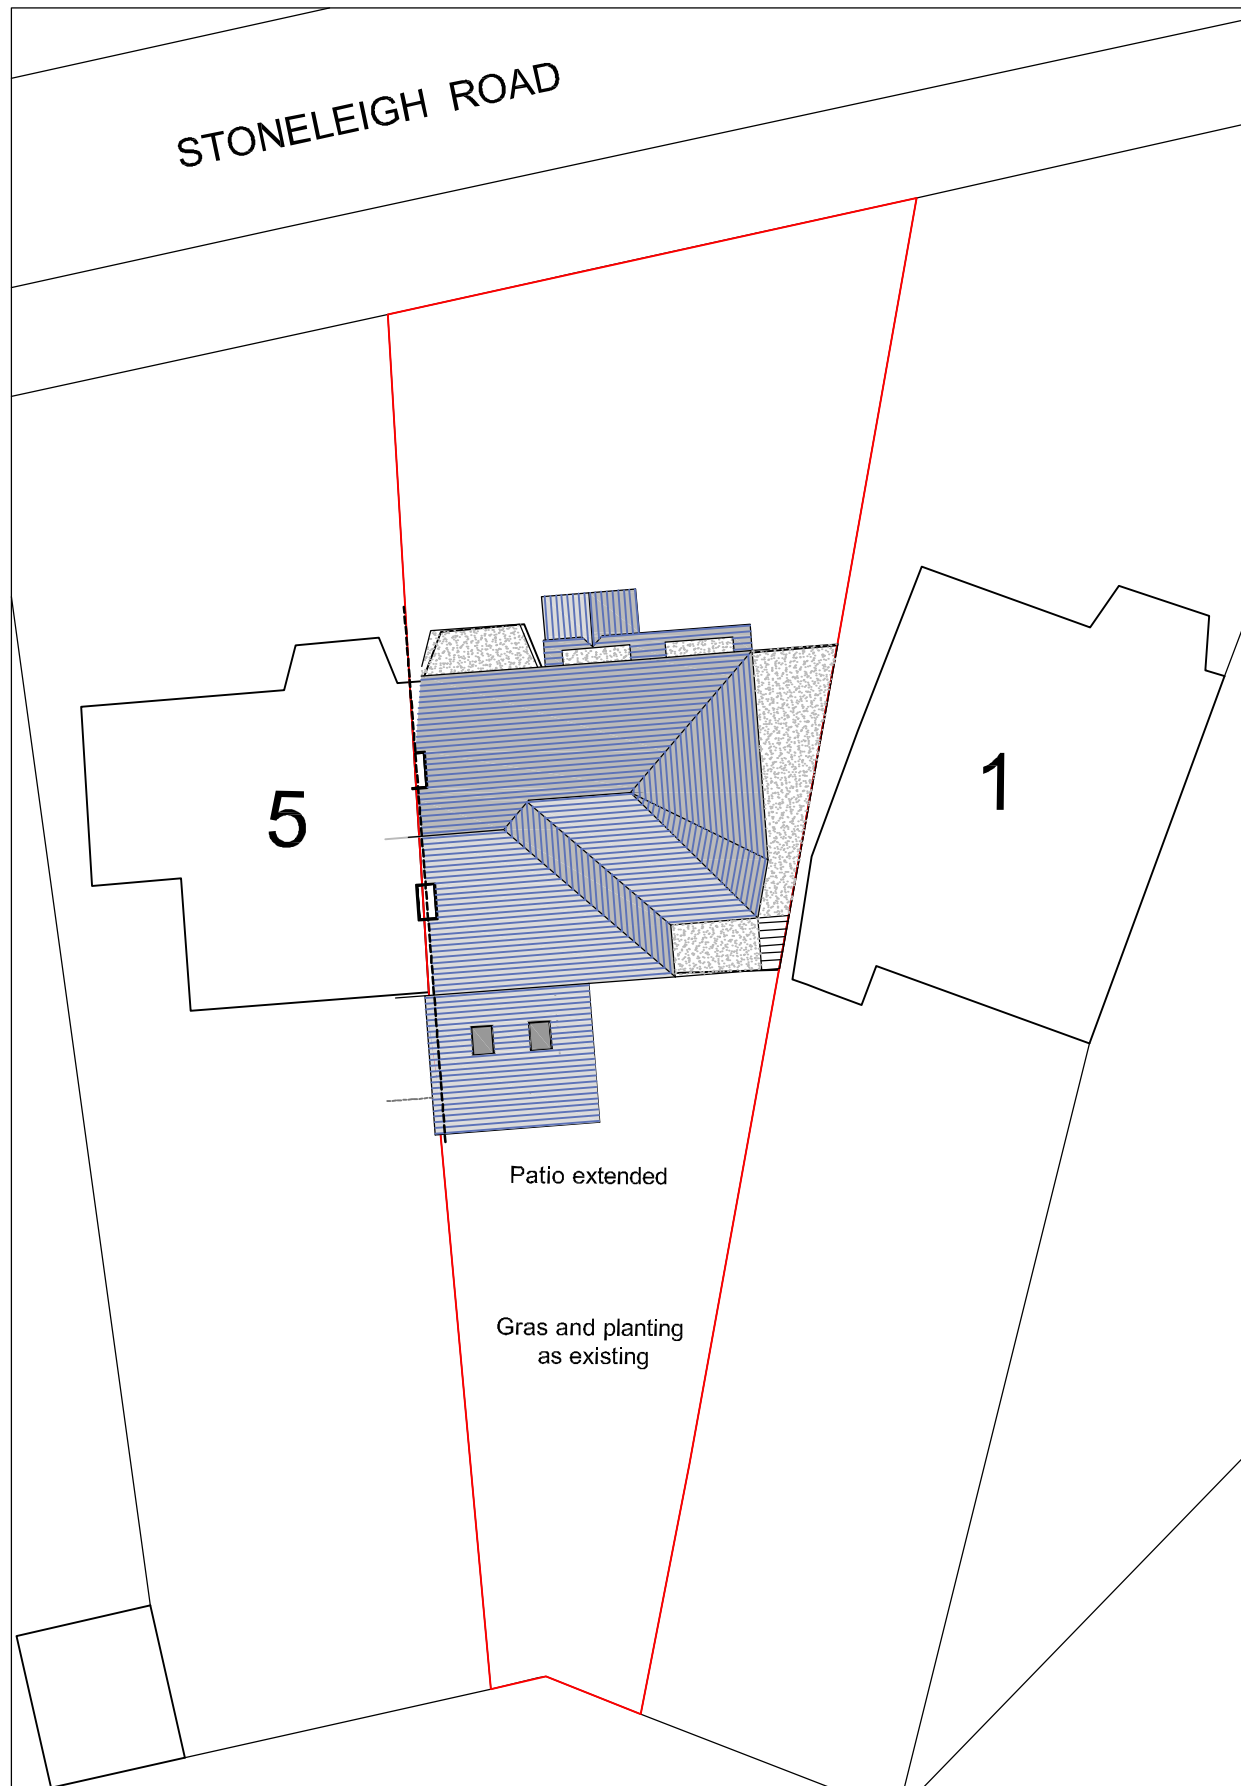 STONELEIGH ROAD
5
1
Patio extended
Gras and planting
as existing